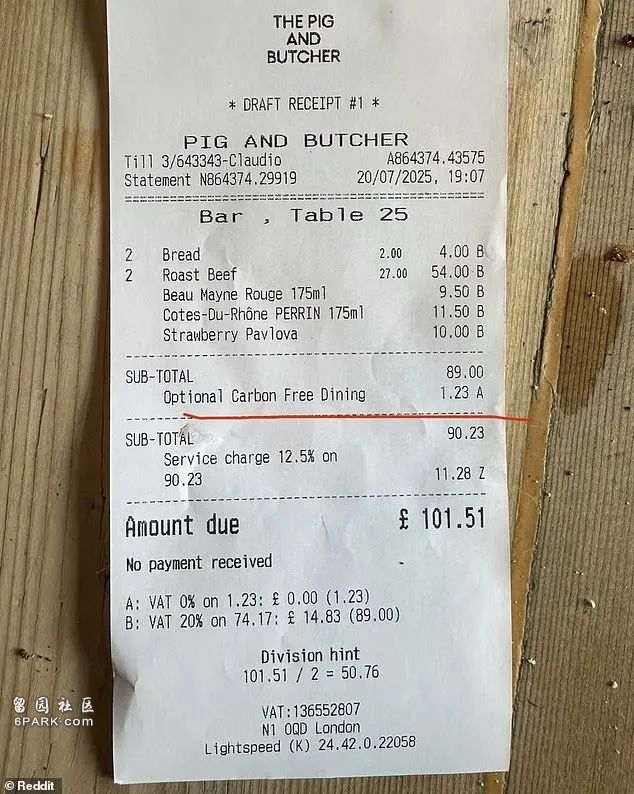 THE PIG
AND
BUTCHER
* DRAFT RECEIPT #1 *
PIG AND BUTCHER
Till 3/643343-Claudio A864374.43575
Statement N864374.29919 20/07/2025, 19:07
Bar , Table 25
2 Bread 2.00 4.00 B
2 Roast Beef 27.00 54.00 B
Beau Mayne Rouge 175ml 9.50 B
Cotes-Du-Rhône PERRIN 175ml 11.50 B
Strawberry Pavlova 10.00 B
SUB-TOTAL 89.00
Optional Carbon Free Dining 1.23 A
SUB-TOTAL 90.23
Service charge 12.5% on
90.23 11.28 Z
Amount due £ 101.51
No payment received
A: VAT 0% on 1.23: £ 0.00 (1.23)
B: VAT 20% on 74.17: £ 14.83 (89.00)
Division hint
101.51 / 2 = 50.76
VAT:136552807
N1 0QD London
Lightspeed (K) 24.42.0.22058
留园社区
6PARK.com
© Reddit